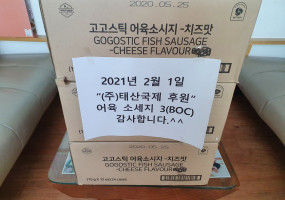 2020.05.25
고고스틱 어육소시지-치즈맛
GOGOSTIC FISH SAUSAGE
-CHEESE FLAVOUR
2021년 2월 1일
"(주)태산국제 후원"
어육 소세지 3(BOC)
감사합니다.^^
고고스틱 어육소시지-치즈맛
GOGOSTIC FISH SAUSAGE
-CHEESE FLAVOUR